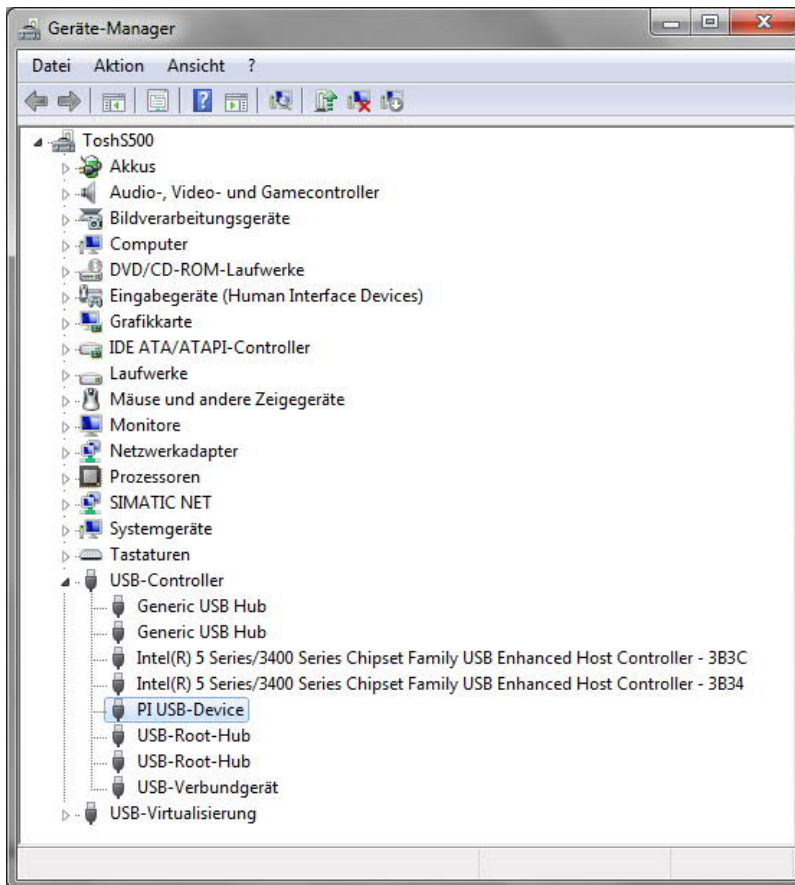 Geräte-Manager
Datei Aktion Ansicht ?
ToshS500
Akkus
Audio-, Video- und Gamecontroller
Bildverarbeitungsgeräte
Computer
DVD/CD-ROM-Laufwerke
Eingabegeräte (Human Interface Devices)
Grafikkarte
IDE ATA/ATAPI-Controller
Laufwerke
Mäuse und andere Zeigegeräte
Monitore
Netzwerkadapter
Prozessoren
SIMATIC NET
Systemgeräte
Tastaturen
USB-Controller
Generic USB Hub
Generic USB Hub
Intel(R) 5 Series/3400 Series Chipset Family USB Enhanced Host Controller - 3B3C
Intel(R) 5 Series/3400 Series Chipset Family USB Enhanced Host Controller - 3B34
PI USB-Device
USB-Root-Hub
USB-Root-Hub
USB-Verbundgerät
USB-Virtualisierung